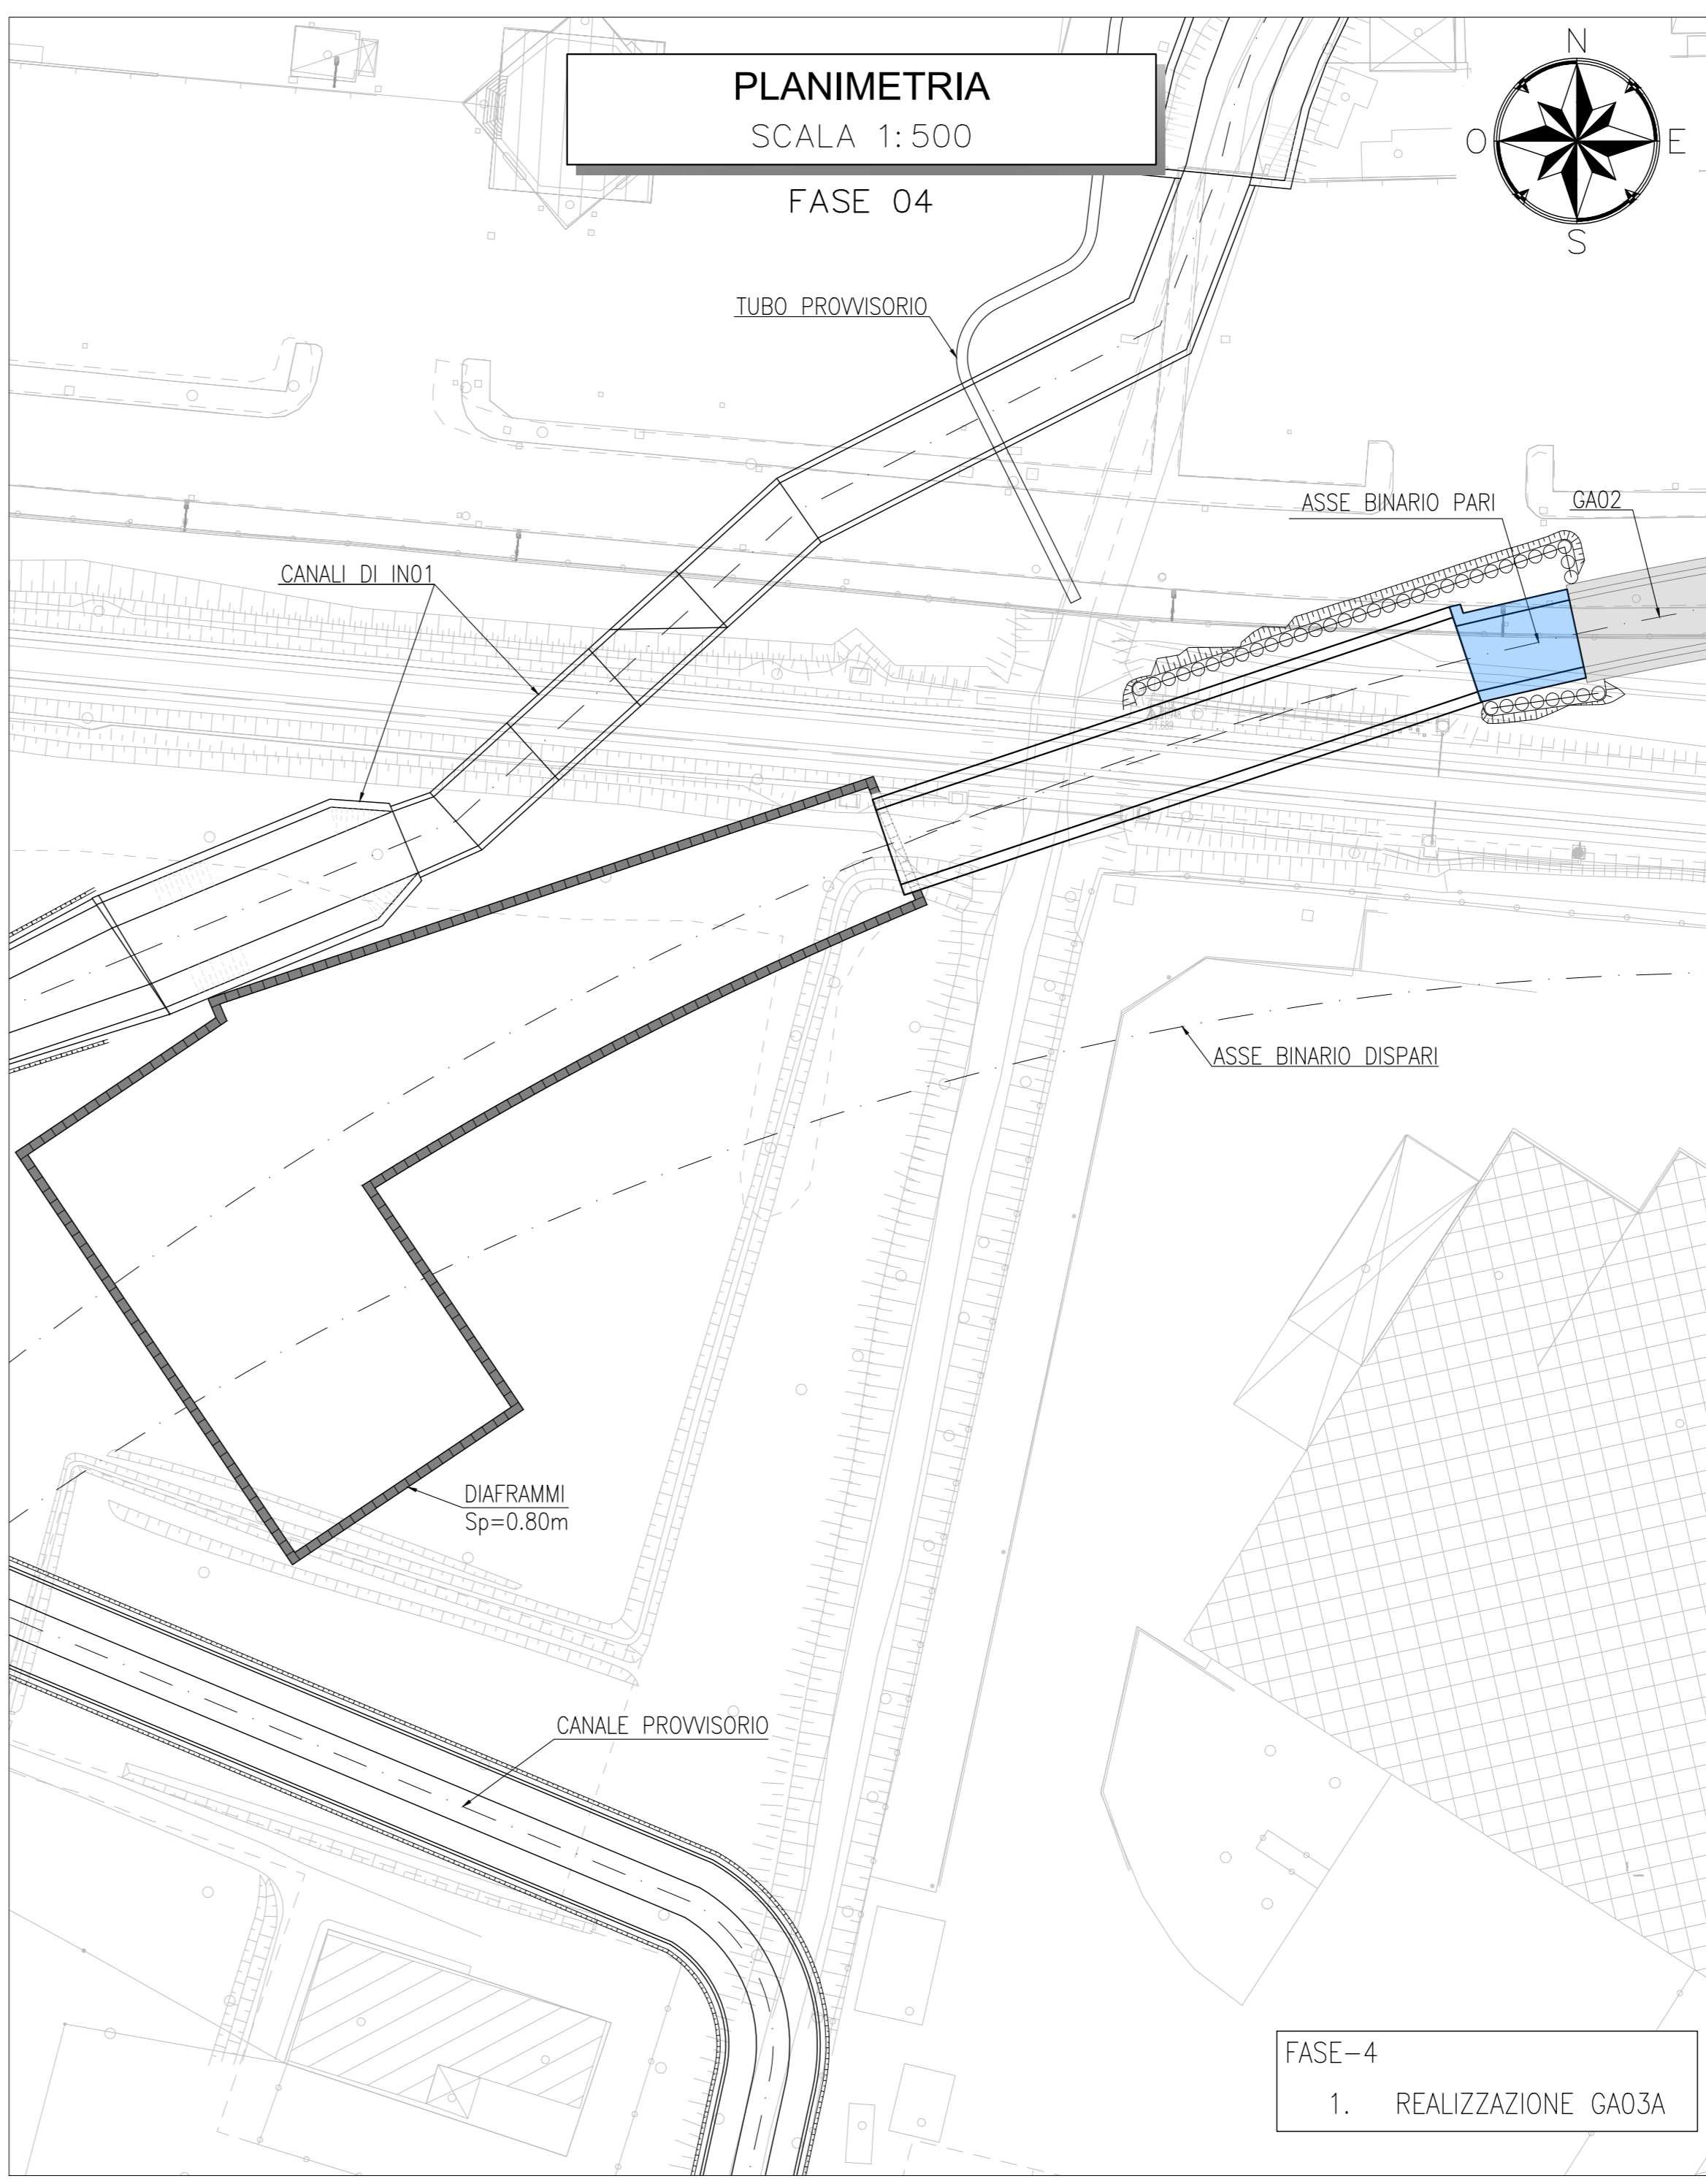 PLANIMETRIA
SCALA 1:500
FASE 04
N
O
E
S
TUBO PROVVISORIO
ASSE BINARIO PARI
GA02
CANALI DI IN01
ASSE BINARIO DISPARI
DIAFRAMMI
Sp=0.80m
CANALE PROVVISORIO
FASE-4
1. REALIZZAZIONE GA03A